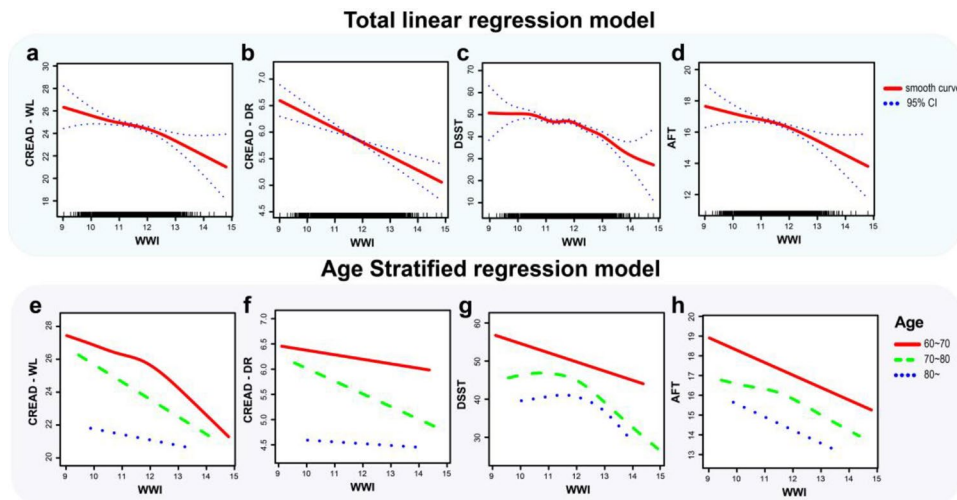 Total linear regression model
a
CREAD - WL
30
28
26
24
22
20
18
9 10 11 12 13 14 15
WWI
b
CREAD - DR
7.0
6.5
6.0
5.5
5.0
4.5
9 10 11 12 13 14 15
WWI
c
DSST
70
60
50
40
30
20
10
9 10 11 12 13 14 15
WWI
d
AFT
20
18
16
14
12
9 10 11 12 13 14 15
WWI
smooth curve
95% CI
Age Stratified regression model
e
CREAD - WL
28
26
24
22
20
9 10 11 12 13 14 15
WWI
f
CREAD - DR
7.0
6.5
6.0
5.5
5.0
4.5
9 10 11 12 13 14 15
WWI
g
DSST
60
50
40
30
9 10 11 12 13 14 15
WWI
h
AFT
20
19
18
17
16
15
14
13
9 10 11 12 13 14 15
WWI
Age
60~70
70~80
80~